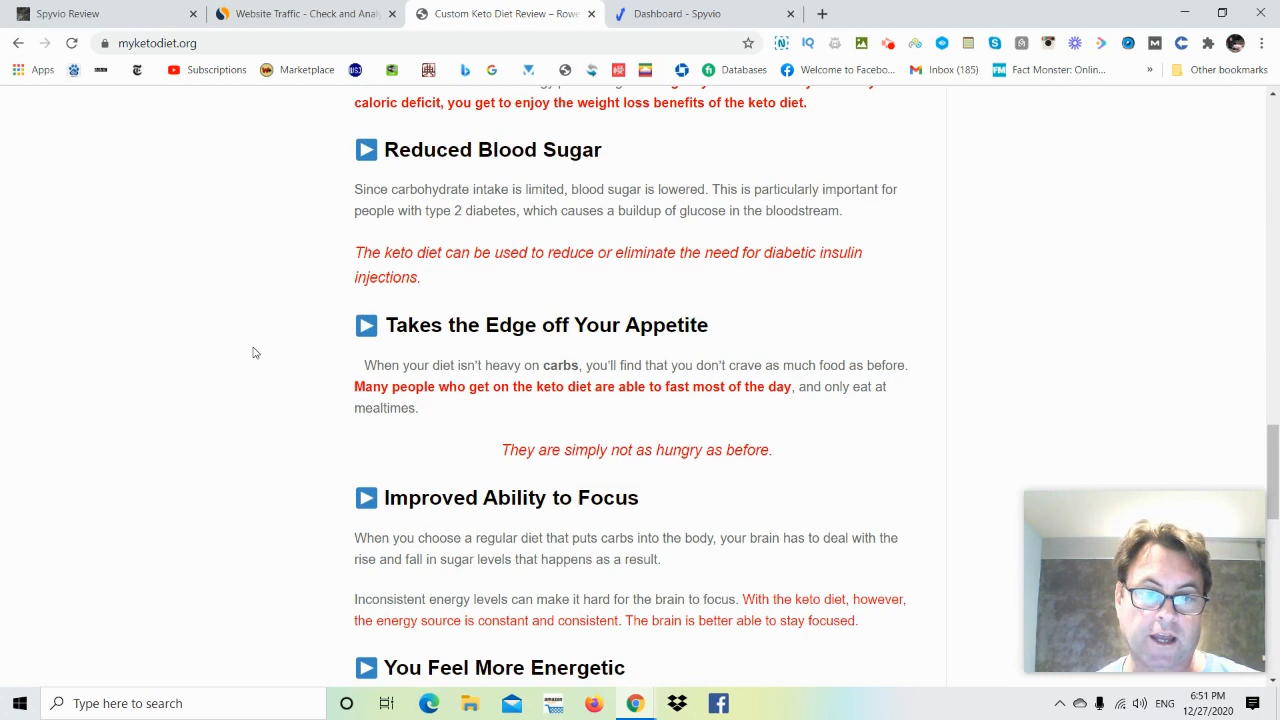 Spyvio Review
Website Traffic - Check and Analy
Custom Keto Diet Review – Rowe
Dashboard - Spyvio
myketodiet.org
Apps
Subscriptions
Marketplace
Databases
Welcome to Facebo...
Inbox (185)
Fact Monster: Onlin...
»
Other bookmarks
caloric deficit, you get to enjoy the weight loss benefits of the keto diet.
Reduced Blood Sugar
Since carbohydrate intake is limited, blood sugar is lowered. This is particularly important for
people with type 2 diabetes, which causes a buildup of glucose in the bloodstream.
The keto diet can be used to reduce or eliminate the need for diabetic insulin
injections.
Takes the Edge off Your Appetite
When your diet isn’t heavy on carbs, you’ll find that you don’t crave as much food as before.
Many people who get on the keto diet are able to fast most of the day, and only eat at
mealtimes.
They are simply not as hungry as before.
Improved Ability to Focus
When you choose a regular diet that puts carbs into the body, your brain has to deal with the
rise and fall in sugar levels that happens as a result.
Inconsistent energy levels can make it hard for the brain to focus. With the keto diet, however,
the energy source is constant and consistent. The brain is better able to stay focused.
You Feel More Energetic
Type here to search
ENG
6:51 PM
12/27/2020